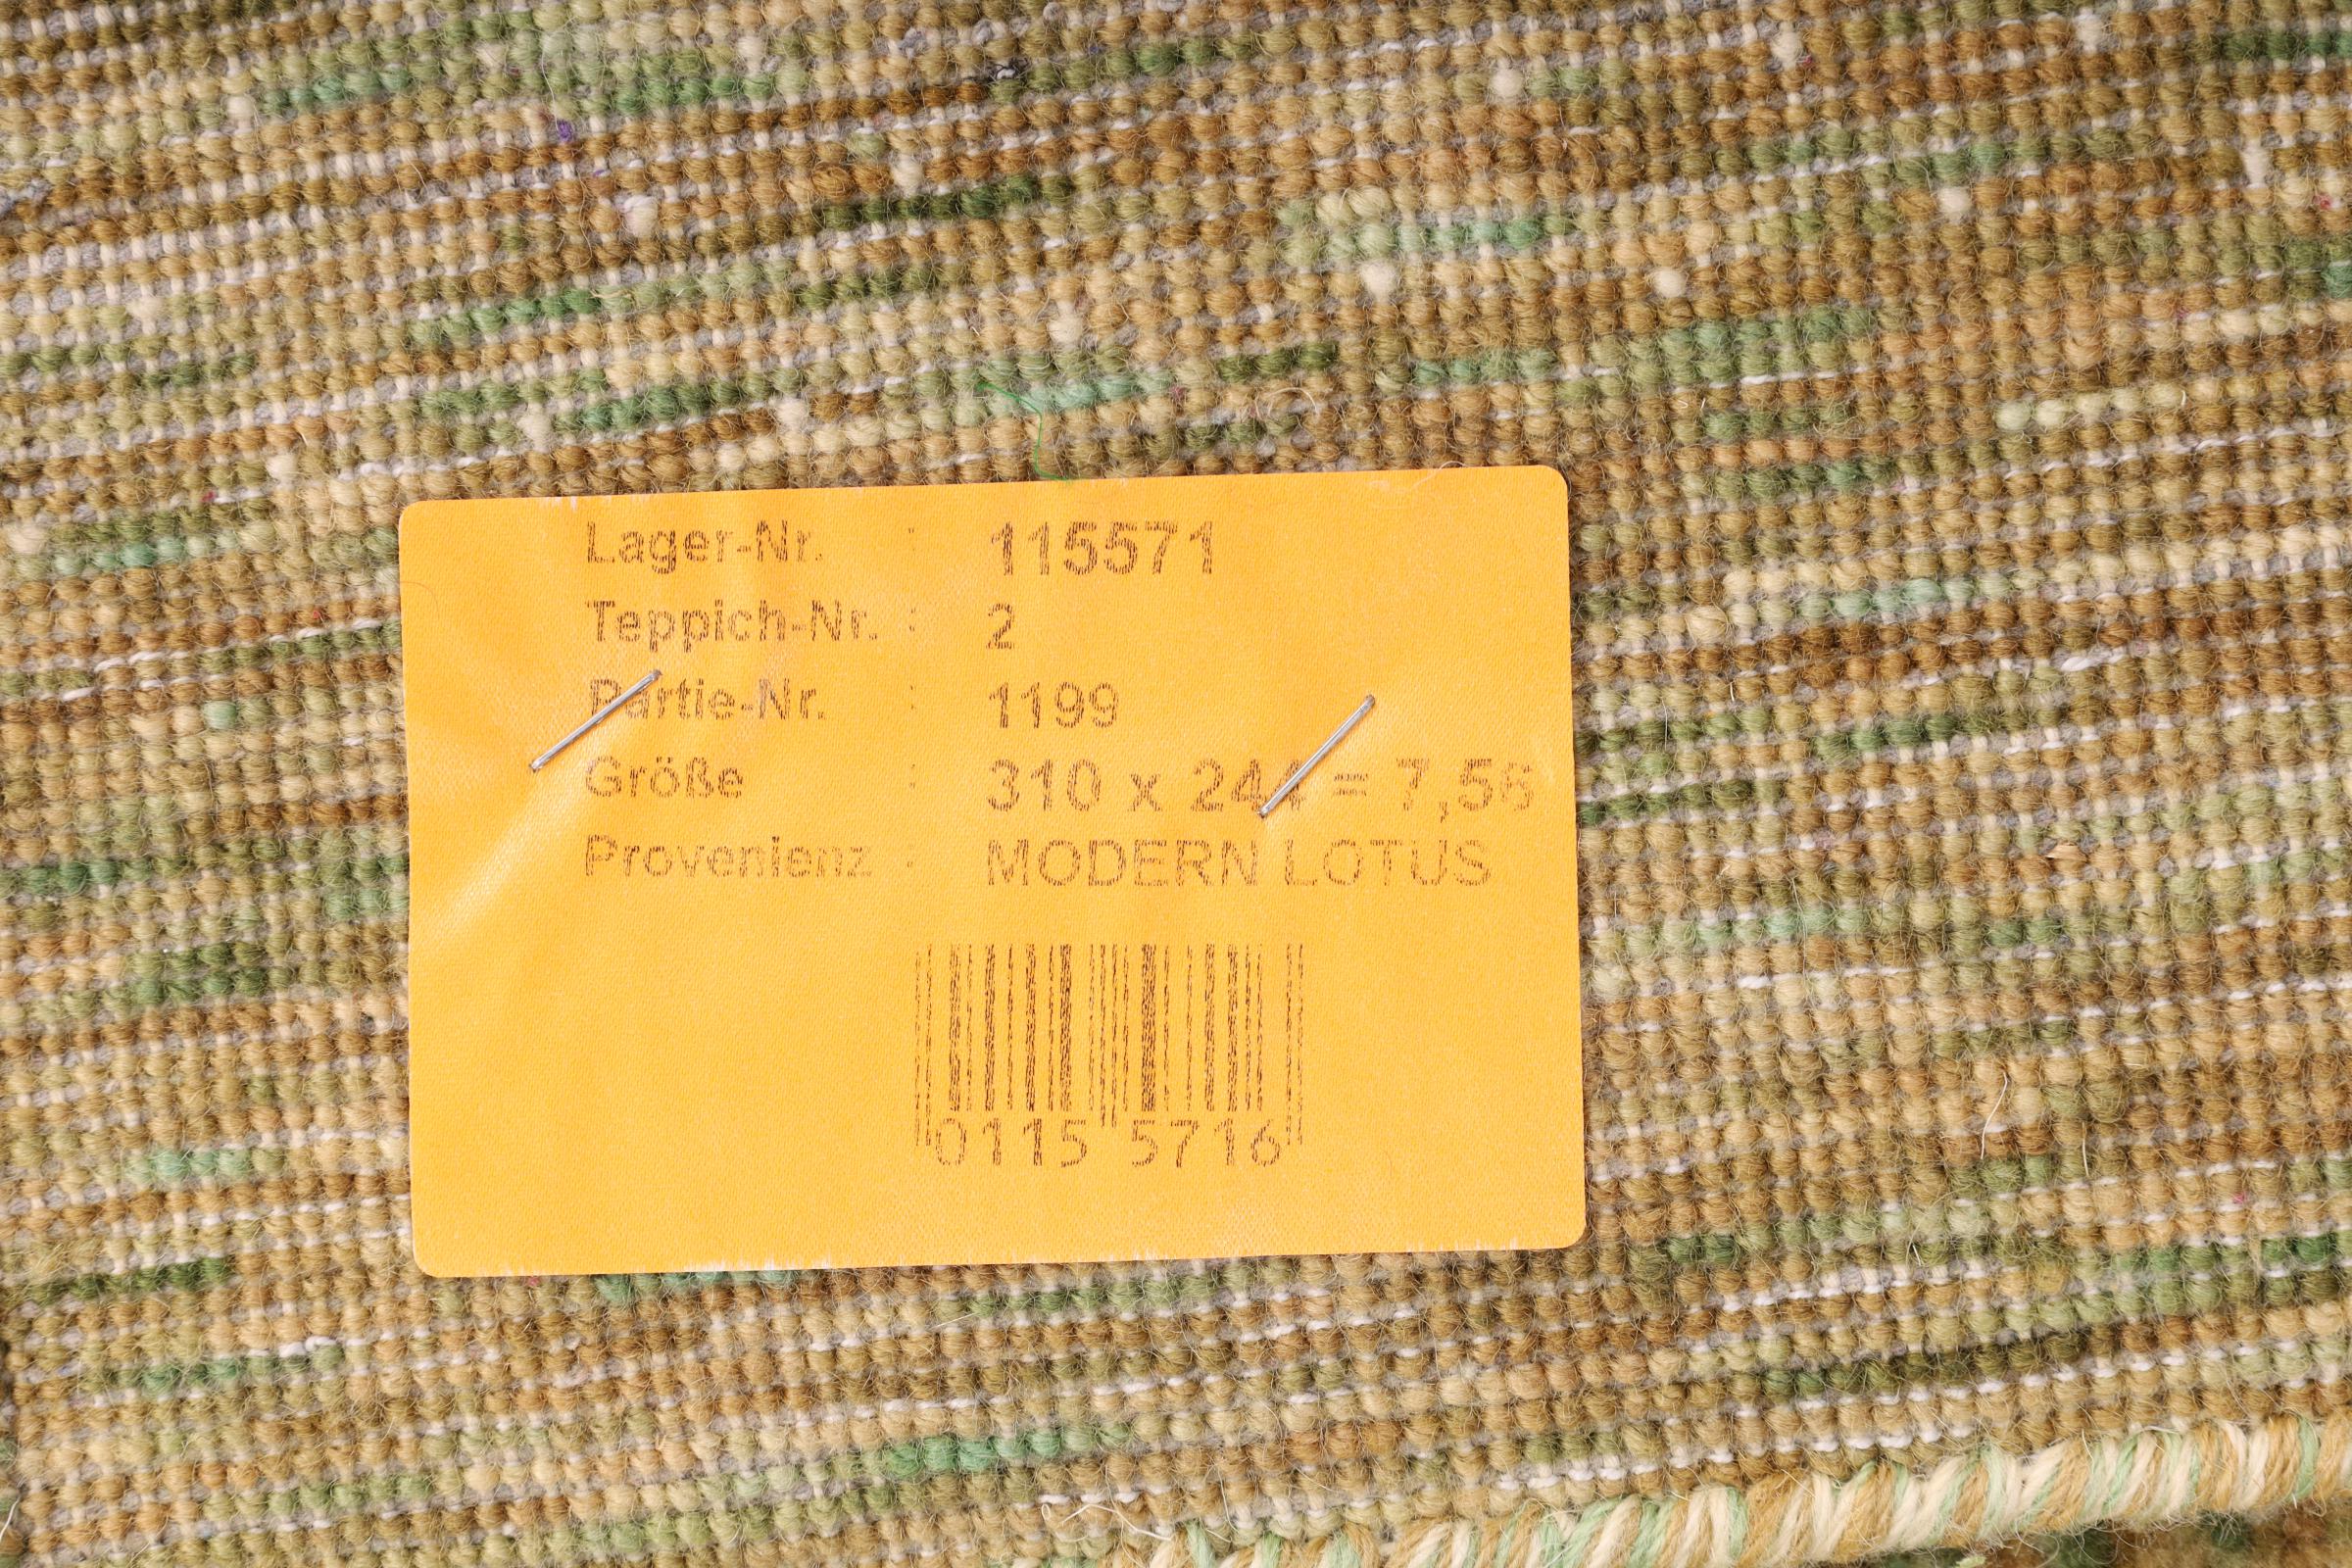 Lager-Nr. : 115571
Teppich-Nr. : 2
Partie-Nr. : 1199
Größe : 310 x 244 = 7,56
Provenienz : MODERN LOTUS
0115 5716